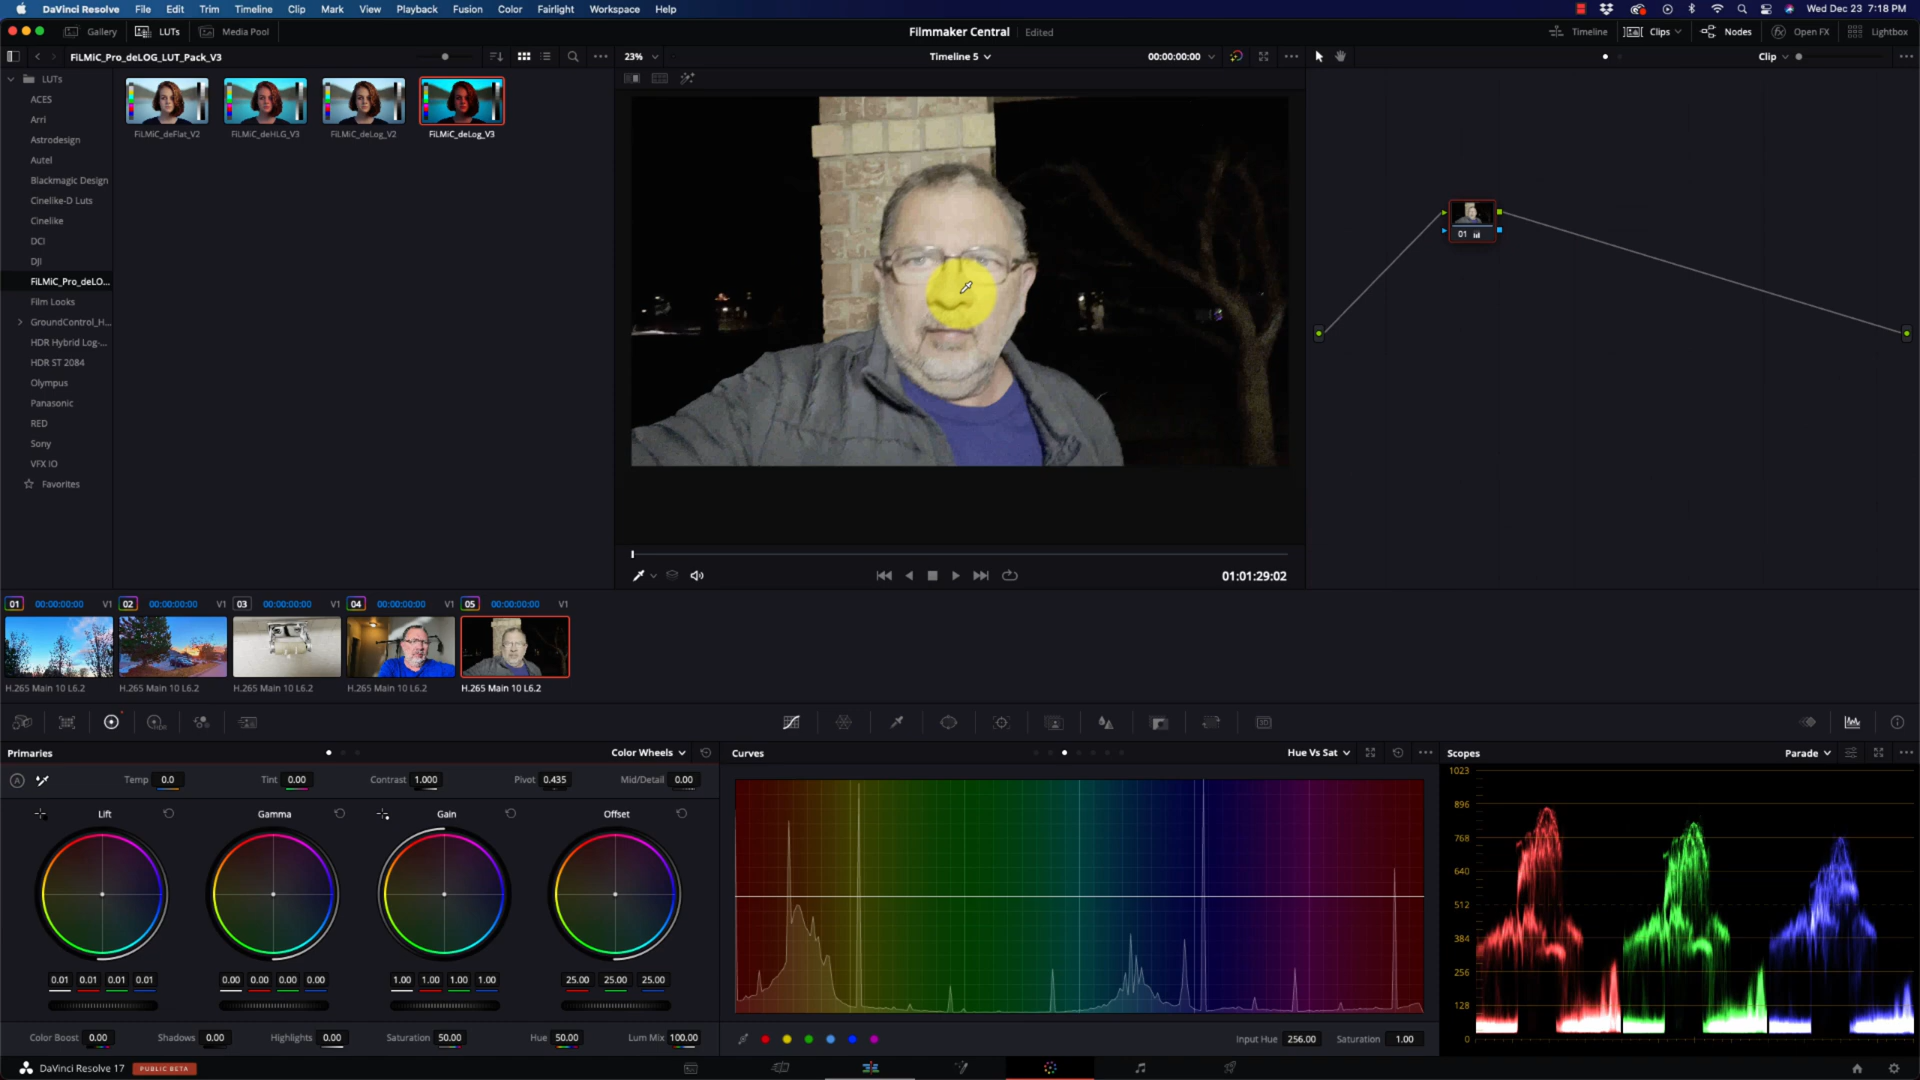 DaVinci Resolve File Edit Trim Timeline Clip Mark View Playback Fusion Color Fairlight Workspace Help Wed Dec 23 7:18 PM
Gallery LUTs Media Pool Filmmaker Central Edited Timeline Clips Nodes Open FX Lightbox
FiLMiC_Pro_deLOG_LUT_Pack_V3 23% Timeline 5 00:00:00:00 Clip
LUTs
ACES
Arri
Astrodesign
Autel
Blackmagic Design
Cinelike-D Luts
Cinelike
DCI
DJI
FiLMiC_Pro_deLO...
Film Looks
GroundControl_H...
HDR Hybrid Log-...
HDR ST 2084
Olympus
Panasonic
RED
Sony
VFX IO
Favorites
FiLMiC_deFlat_V2 FiLMiC_deHLG_V3 FiLMiC_deLog_V2 FiLMiC_deLog_V3
01
01:01:29:02
01 00:00:00:00 V1 02 00:00:00:00 V1 03 00:00:00:00 V1 04 00:00:00:00 V1 05 00:00:00:00 V1
H.265 Main 10 L6.2 H.265 Main 10 L6.2 H.265 Main 10 L6.2 H.265 Main 10 L6.2 H.265 Main 10 L6.2
HDR
3D
Primaries Color Wheels Curves Hue Vs Sat Scopes Parade
A Temp 0.0 Tint 0.00 Contrast 1.000 Pivot 0.435 Mid/Detail 0.00
Lift Gamma Gain Offset
0.01 0.01 0.01 0.01 0.00 0.00 0.00 0.00 1.00 1.00 1.00 1.00 25.00 25.00 25.00
Color Boost 0.00 Shadows 0.00 Highlights 0.00 Saturation 50.00 Hue 50.00 Lum Mix 100.00
Input Hue 256.00 Saturation 1.00
1023
896
768
640
512
384
256
128
0
DaVinci Resolve 17 PUBLIC BETA